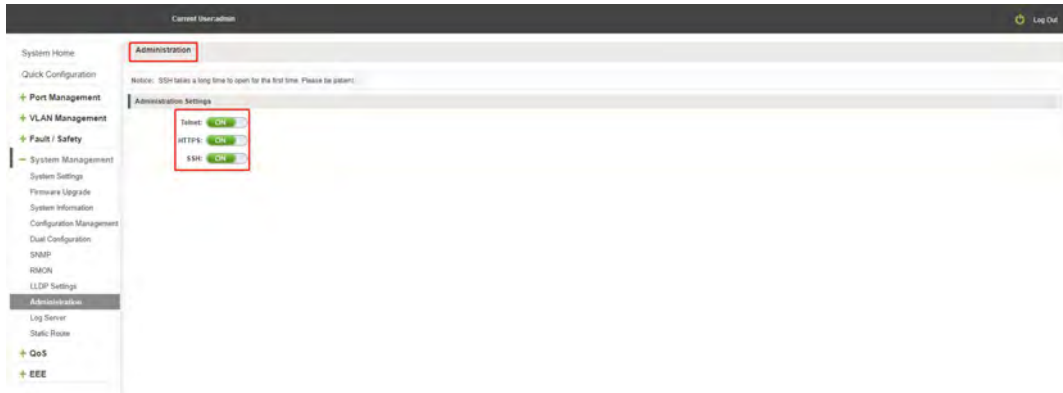 Current User:admin
Log Out
System Home
Quick Configuration
+ Port Management
+ VLAN Management
+ Fault / Safety
− System Management
System Settings
Firmware Upgrade
System Information
Configuration Management
Dual Configuration
SNMP
RMON
LLDP Settings
Administration
Log Server
Static Route
+ QoS
+ EEE
Administration
Notice: SSH takes a long time to open for the first time. Please be patient.
Administration Settings
Telnet: ON
HTTPS: ON
SSH: ON